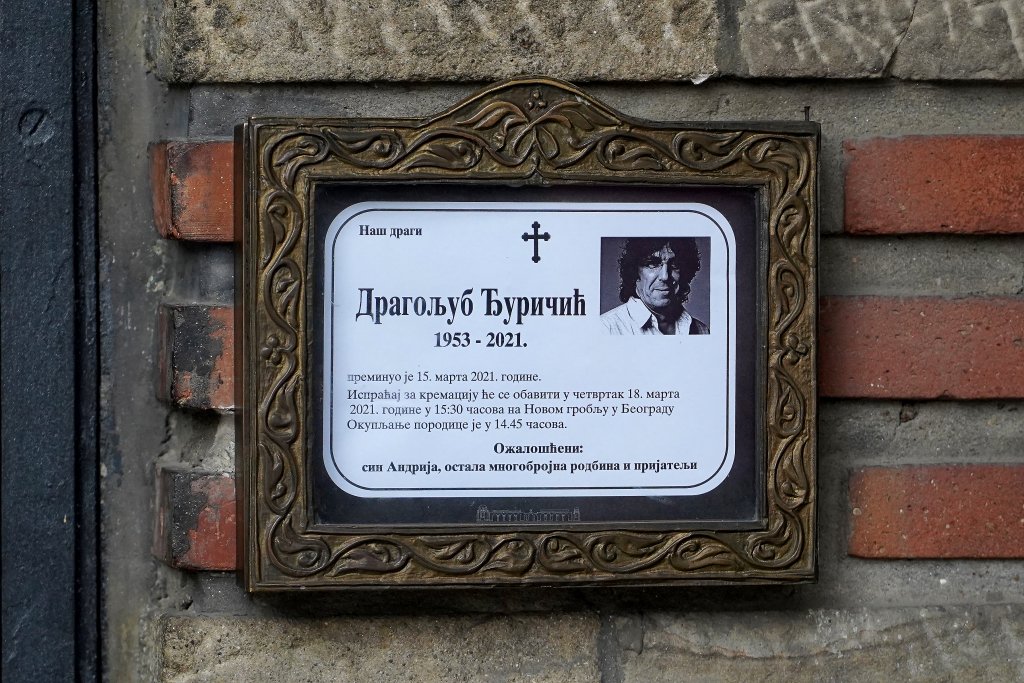 Наш драги
Драгољуб Ђуричић
1953 - 2021.
преминуо је 15. марта 2021. године.
Испраћај за кремацију ће се обавити у четвртак 18. марта
2021. године у 15:30 часова на Новом гробљу у Београду
Окупљање породице је у 14.45 часова.
Ожалошћени:
син Андрија, остала многобројна родбина и пријатељи